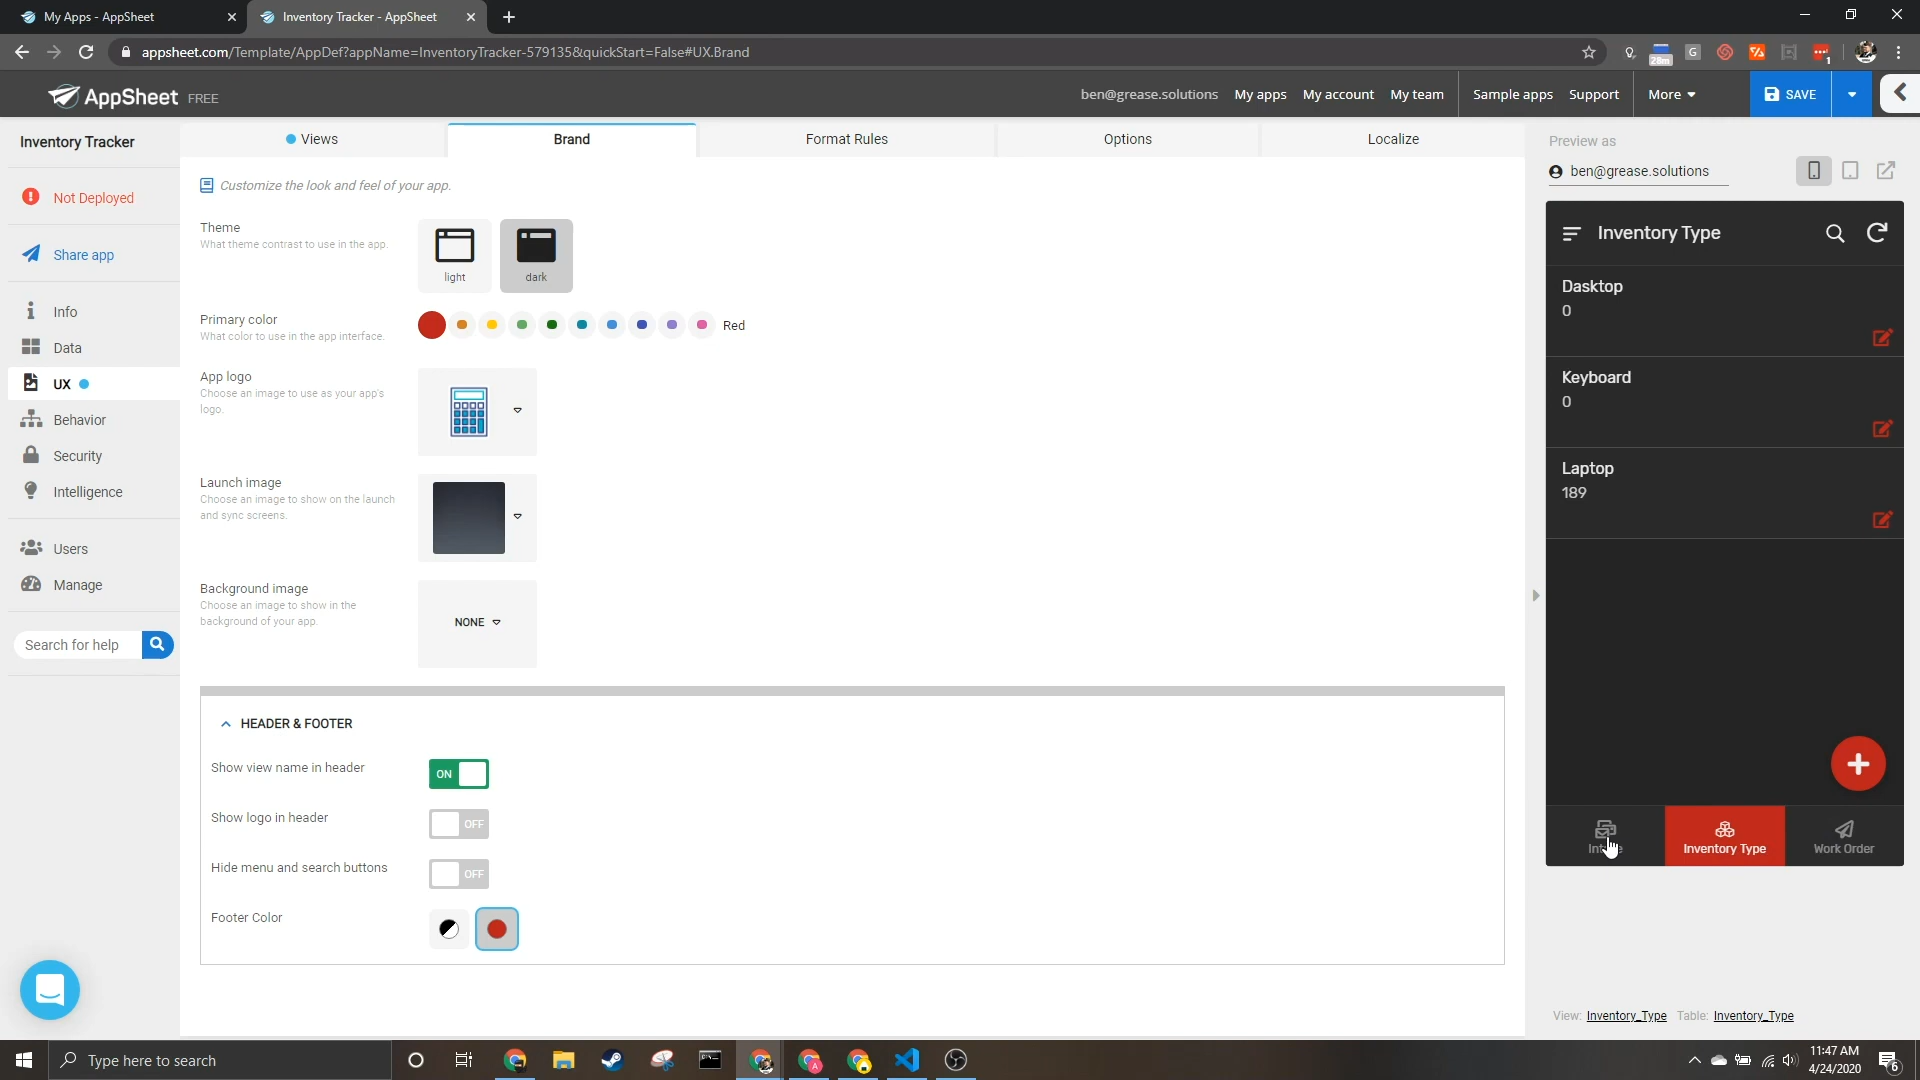 My Apps - AppSheet
Inventory Tracker - AppSheet
appsheet.com/Template/AppDef?appName=InventoryTracker-579135&quickStart=False#UX.Brand
28m
G
1
AppSheet FREE
ben@grease.solutions
My apps
My account
My team
Sample apps
Support
More
SAVE
Inventory Tracker
Not Deployed
Share app
Info
Data
UX
Behavior
Security
Intelligence
Users
Manage
Search for help
Views
Brand
Format Rules
Options
Localize
Customize the look and feel of your app.
Theme
What theme contrast to use in the app.
light
dark
Primary color
What color to use in the app interface.
Red
App logo
Choose an image to use as your app's
logo.
Launch image
Choose an image to show on the launch
and sync screens.
Background image
Choose an image to show in the
background of your app.
NONE
HEADER & FOOTER
Show view name in header
ON
Show logo in header
OFF
Hide menu and search buttons
OFF
Footer Color
Preview as
ben@grease.solutions
Inventory Type
Dasktop
0
Keyboard
0
Laptop
189
Inventory Type
Work Order
View: Inventory_Type Table: Inventory_Type
Type here to search
A
11:47 AM
4/24/2020
6